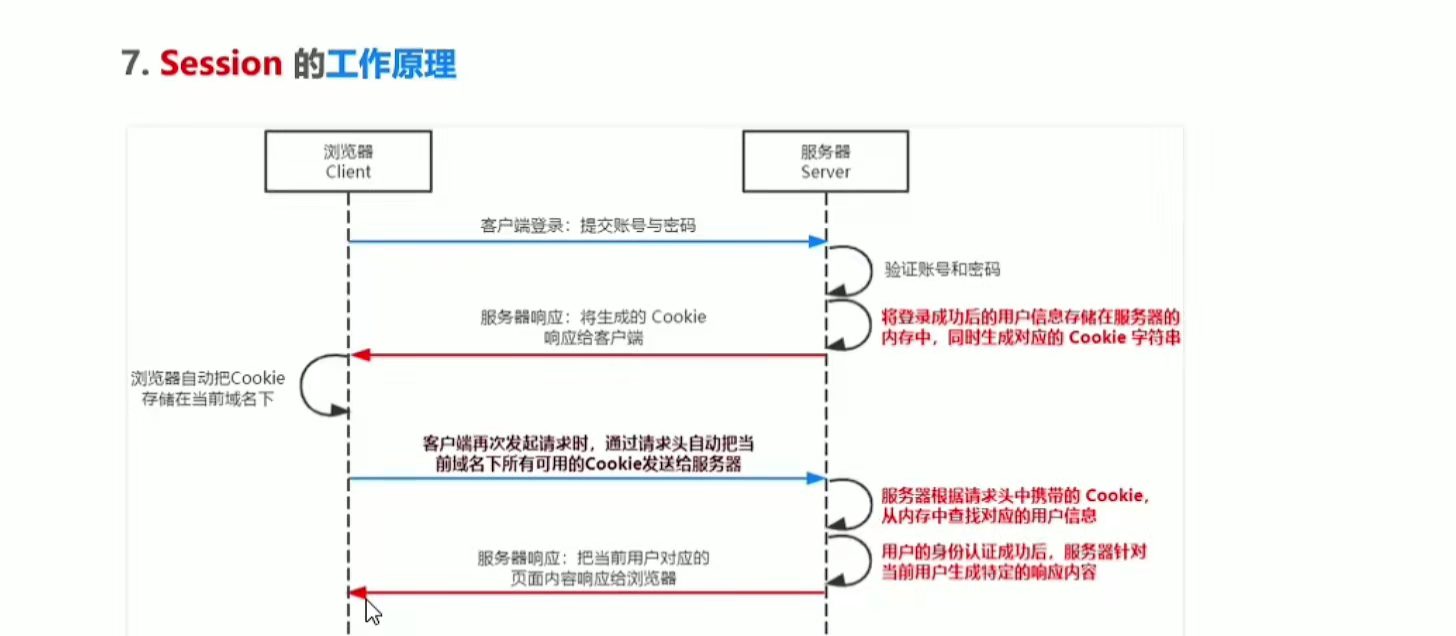 7. Session 的工作原理
浏览器
Client
服务器
Server
客户端登录：提交账号与密码
验证账号和密码
将登录成功后的用户信息存储在服务器的
内存中，同时生成对应的 Cookie 字符串
服务器响应：将生成的 Cookie
响应给客户端
浏览器自动把Cookie
存储在当前域名下
客户端再次发起请求时，通过请求头自动把当
前域名下所有可用的Cookie发送给服务器
服务器根据请求头中携带的 Cookie，
从内存中查找对应的用户信息
用户的身份认证成功后，服务器针对
当前用户生成特定的响应内容
服务器响应：把当前用户对应的
页面内容响应给浏览器